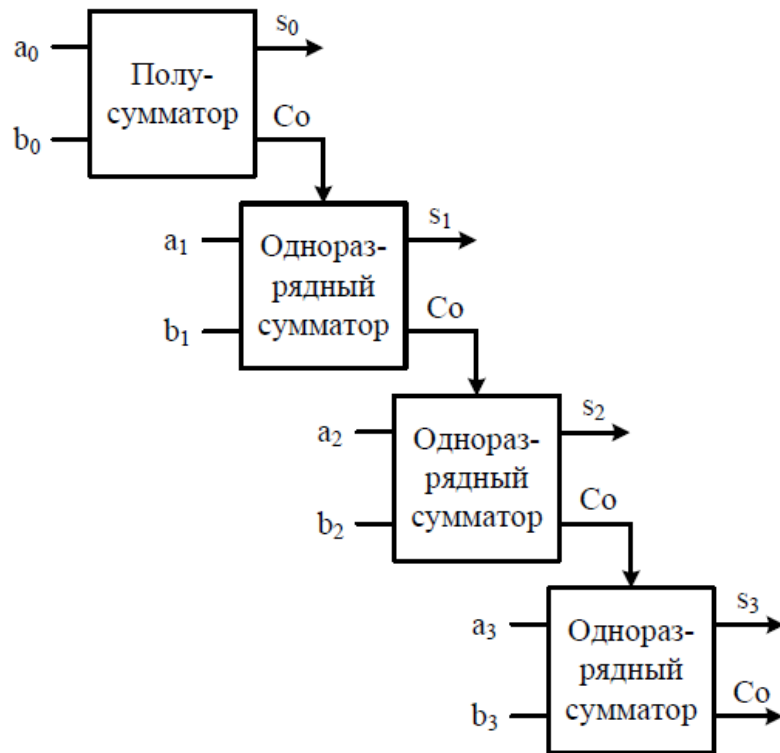 a₀
s₀
Полу-
сумматор
b₀
Co
a₁
s₁
Однораз-
рядный
сумматор
b₁
Co
a₂
s₂
Однораз-
рядный
сумматор
b₂
Co
a₃
s₃
Однораз-
рядный
сумматор
b₃
Co